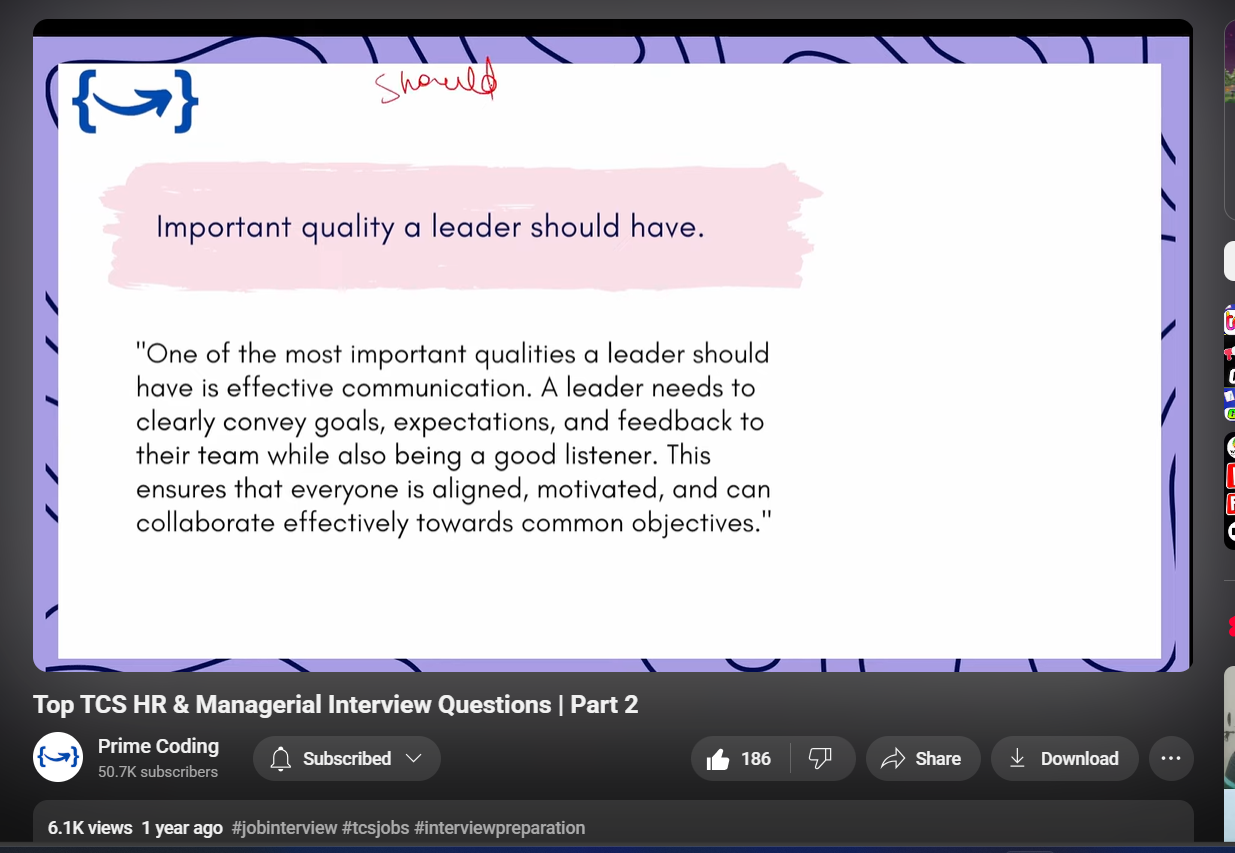 should
Important quality a leader should have.
"One of the most important qualities a leader should
have is effective communication. A leader needs to
clearly convey goals, expectations, and feedback to
their team while also being a good listener. This
ensures that everyone is aligned, motivated, and can
collaborate effectively towards common objectives."
Top TCS HR & Managerial Interview Questions | Part 2
Prime Coding
50.7K subscribers
Subscribed
186
Share
Download
6.1K views 1 year ago #jobinterview #tcsjobs #interviewpreparation